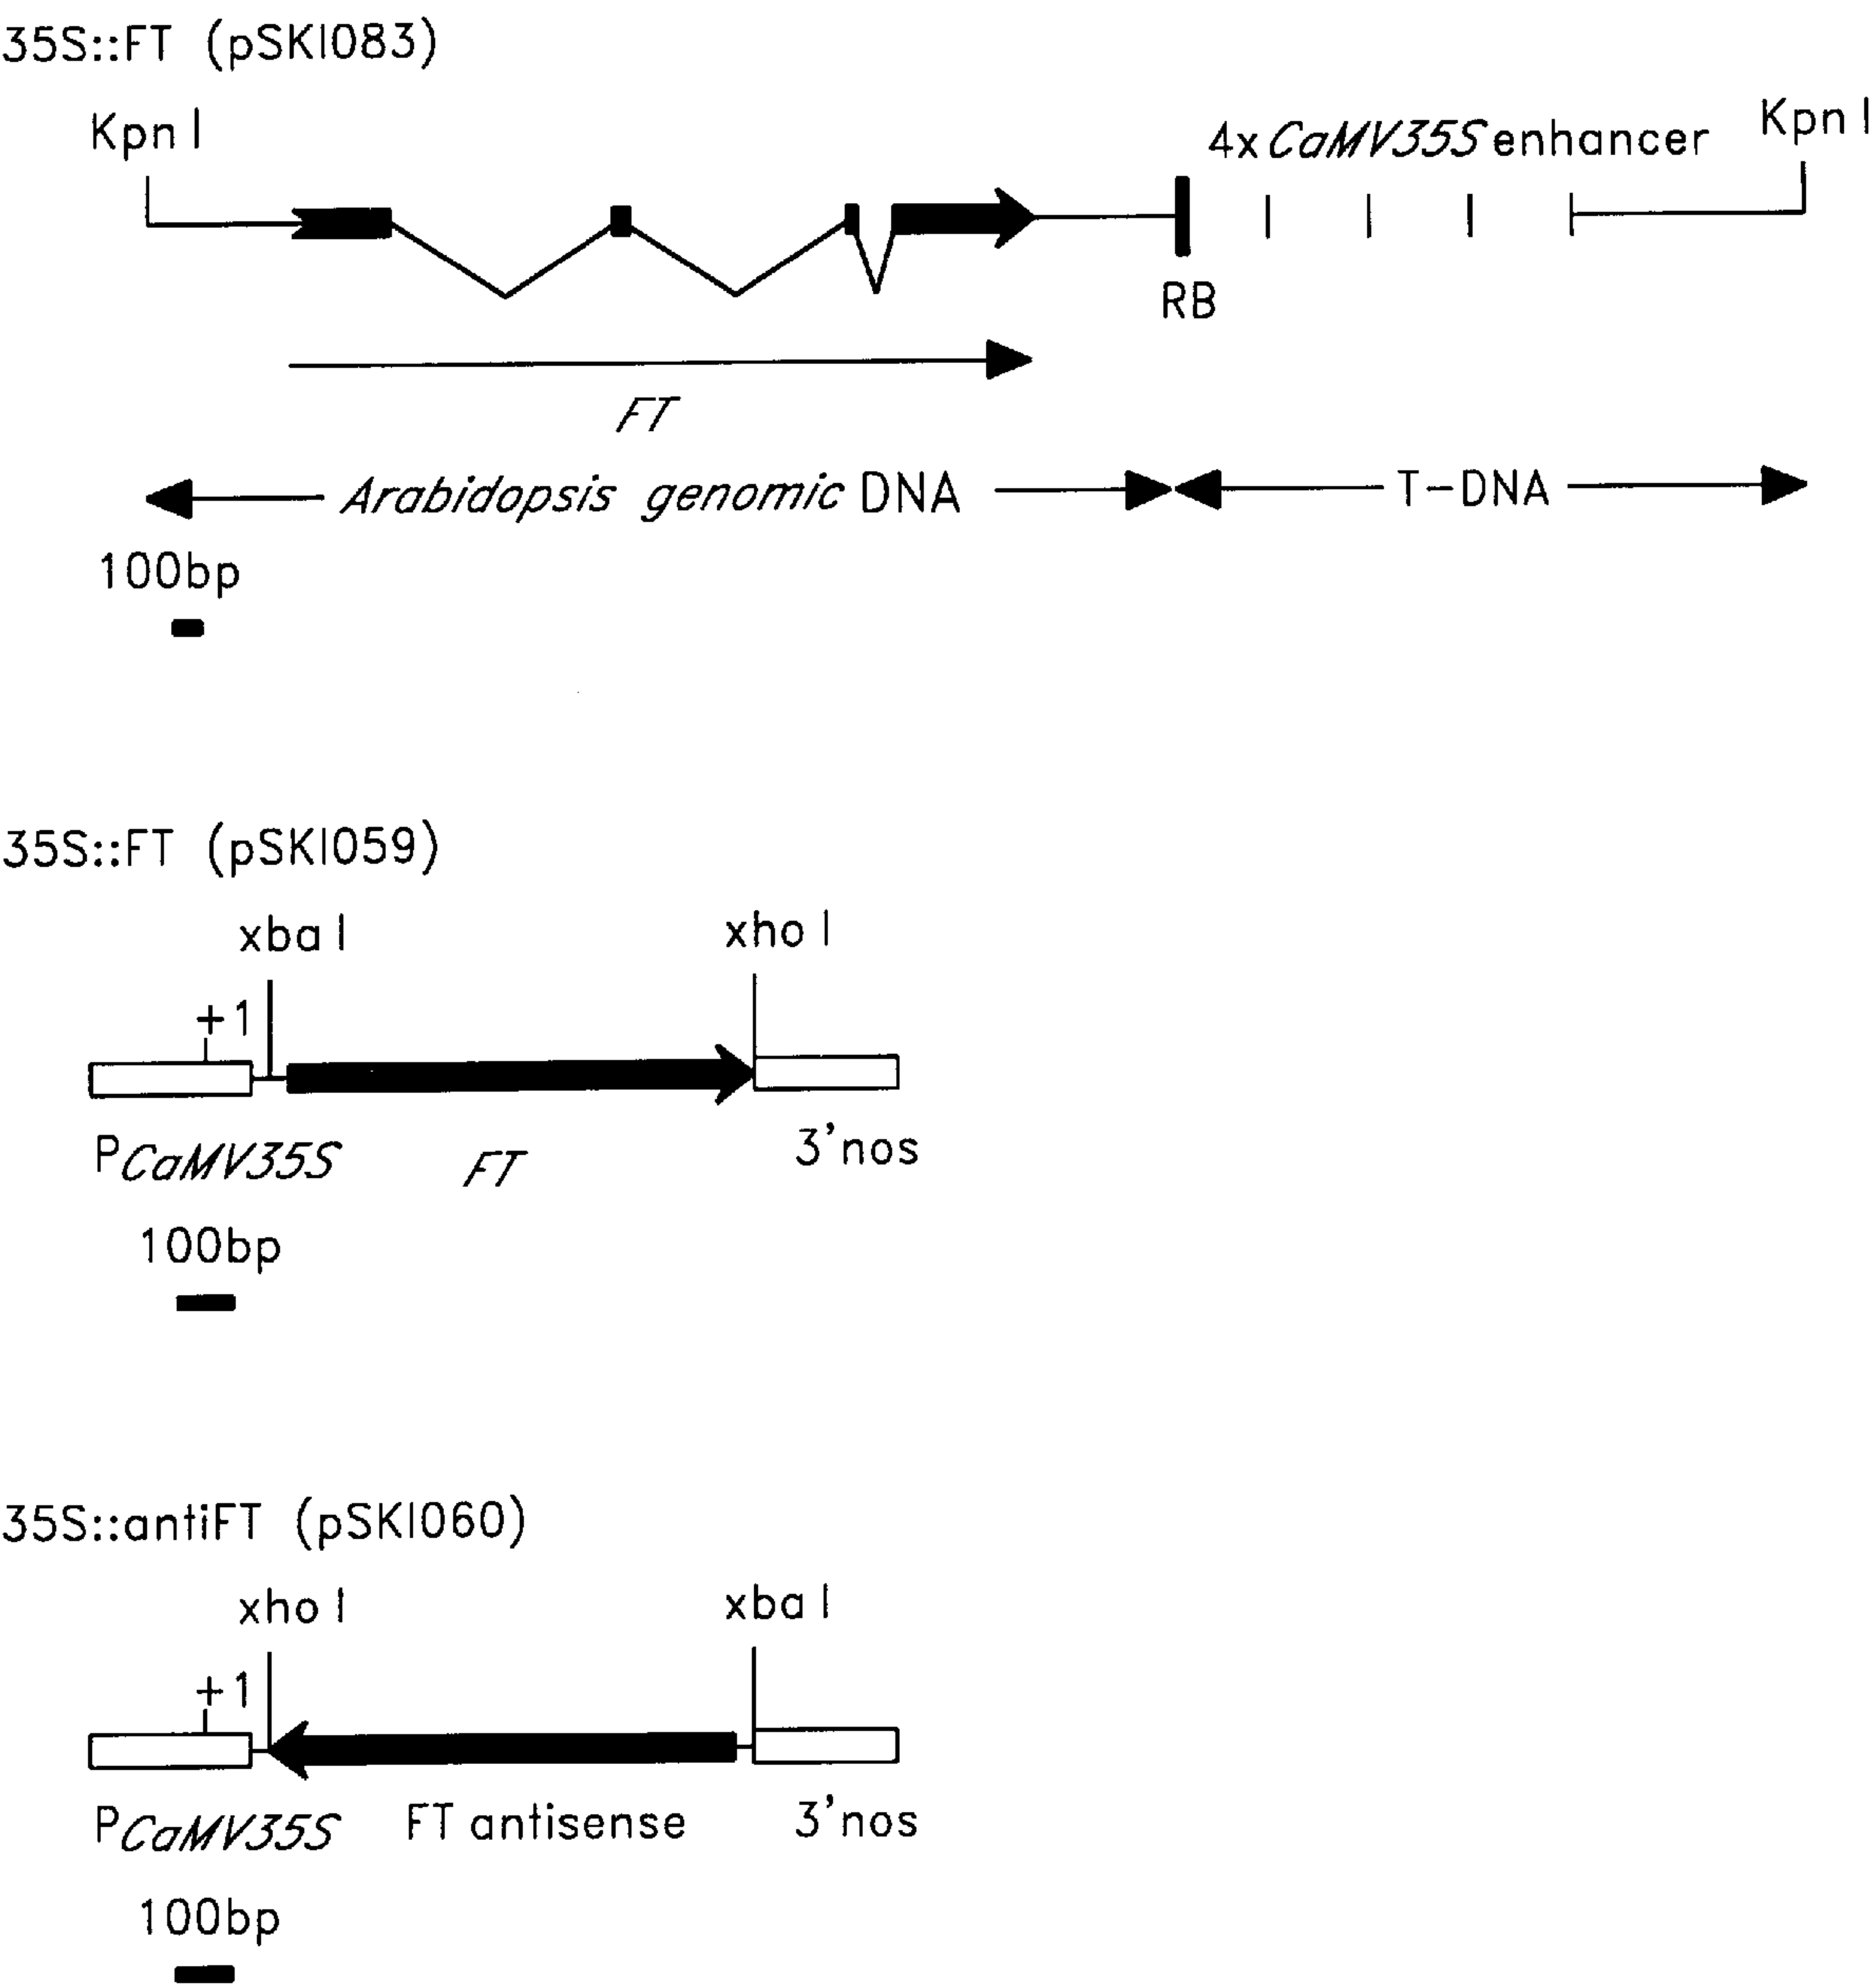 35S::FT (pSKI083)
Kpn I
4x CaMV35S enhancer
Kpn I
RB
FT
Arabidopsis genomic DNA
T-DNA
100bp
35S::FT (pSKI059)
xba I
xho I
+1
PCaMV35S
FT
3'nos
100bp
35S::antiFT (pSKI060)
xho I
xba I
+1
PCaMV35S
FT antisense
3'nos
100bp